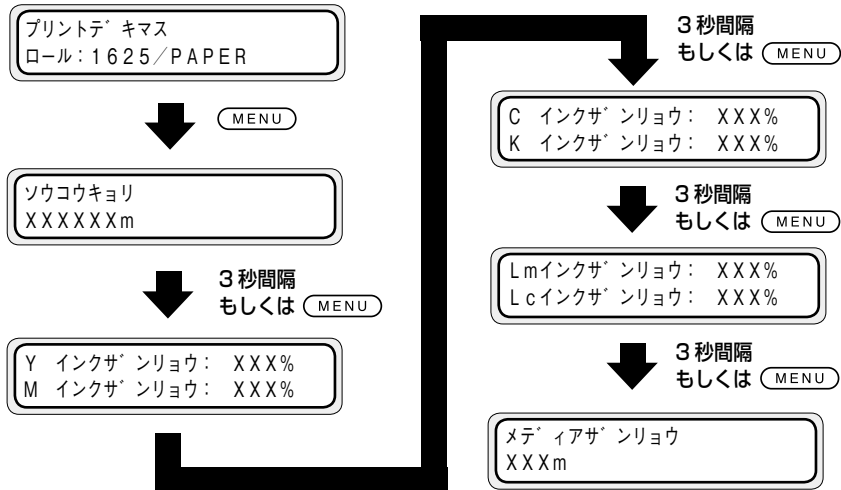 プリントデキマス
ロール：1625／PAPER
MENU
ソウコウキョリ
XXXXXXm
3秒間隔
もしくは MENU
Y インクザンリョウ： XXX%
M インクザンリョウ： XXX%
3秒間隔
もしくは MENU
C インクザンリョウ： XXX%
K インクザンリョウ： XXX%
3秒間隔
もしくは MENU
Lmインクザンリョウ： XXX%
Lcインクザンリョウ： XXX%
3秒間隔
もしくは MENU
メディアザンリョウ
XXXm